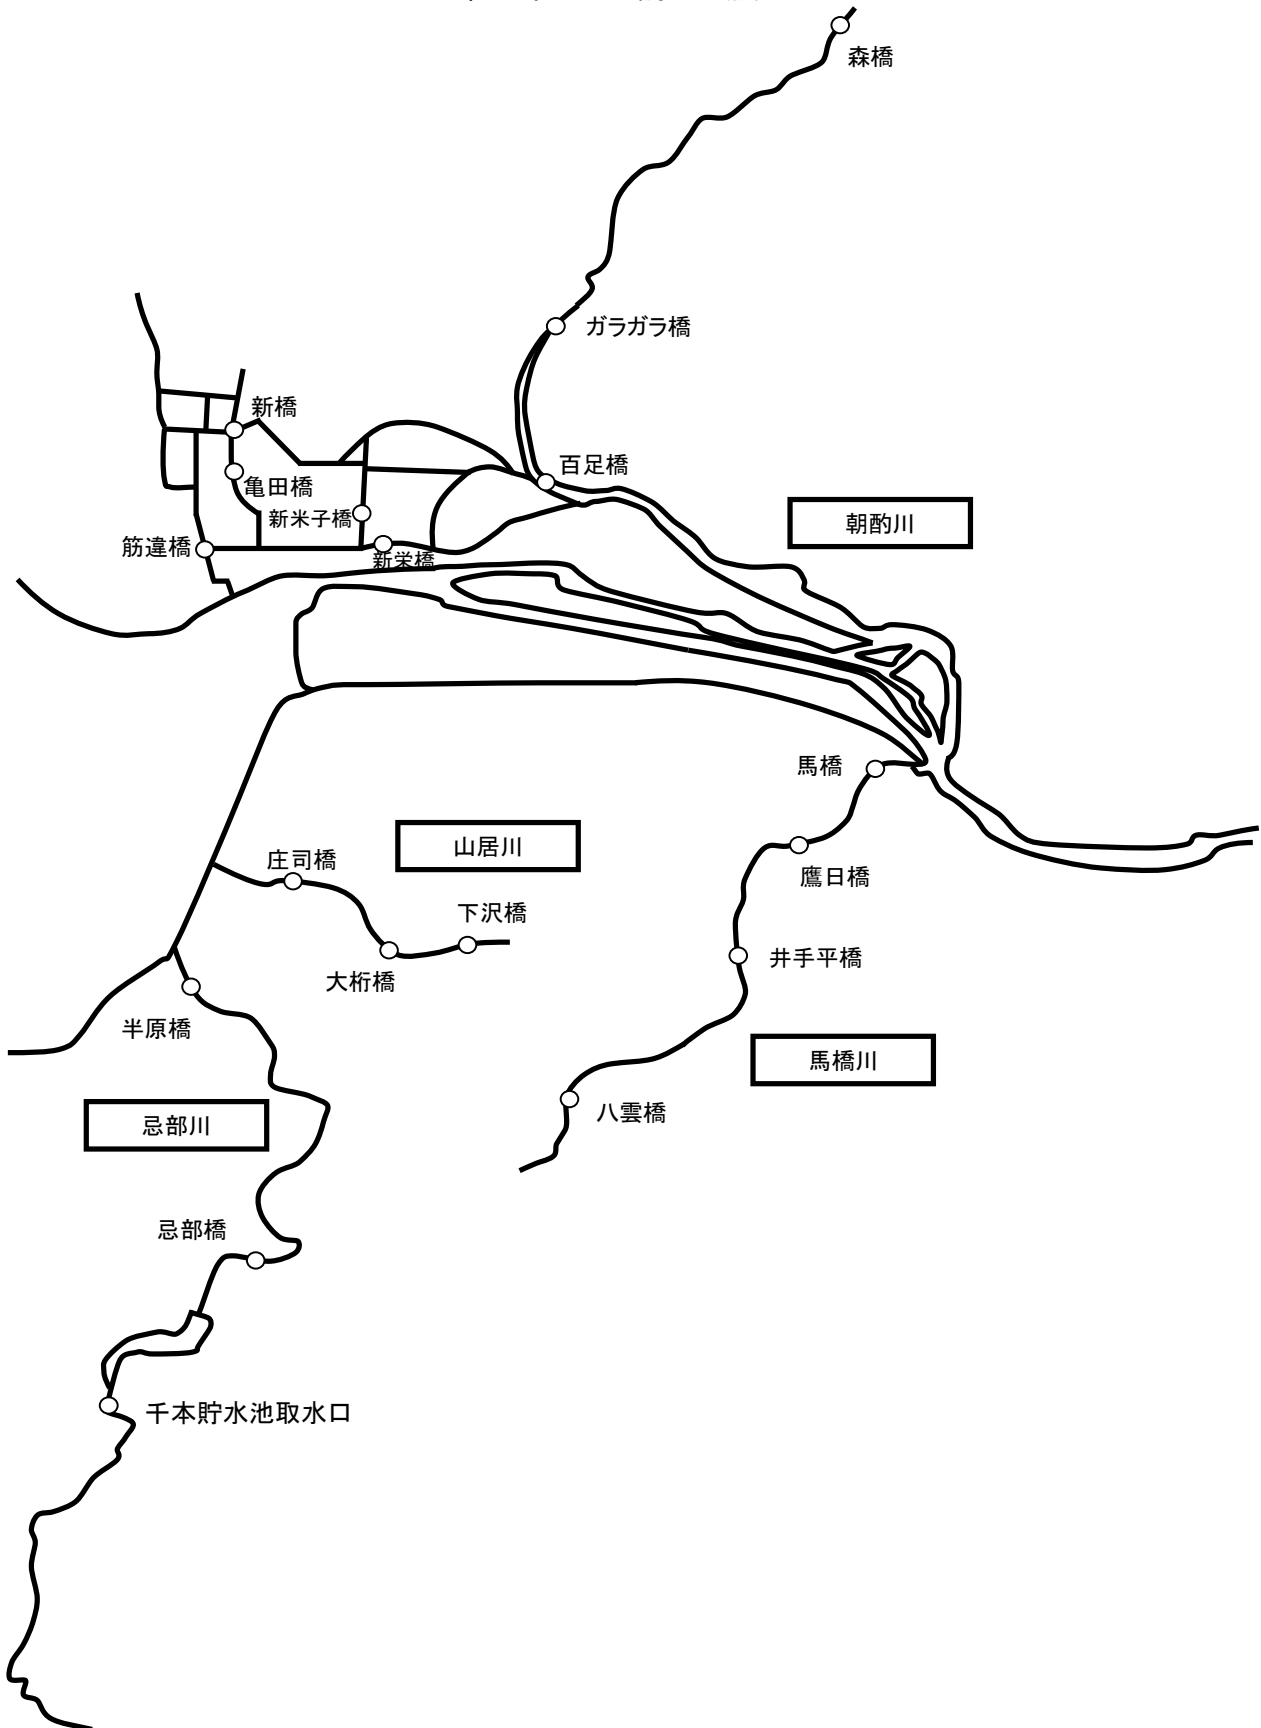 森橋
ガラガラ橋
新橋
百足橋
亀田橋
新米子橋
朝酌川
筋違橋
新栄橋
馬橋
山居川
庄司橋
鷹日橋
下沢橋
井手平橋
大桁橋
半原橋
馬橋川
八雲橋
忌部川
忌部橋
千本貯水池取水口